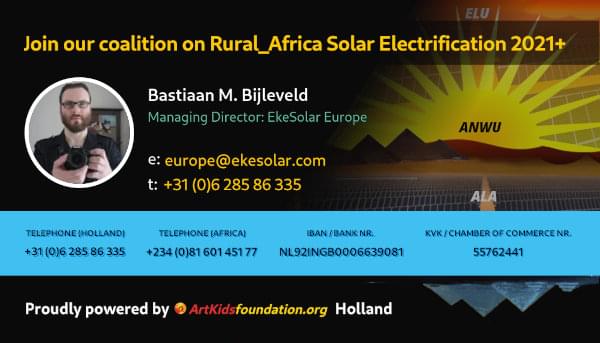 ELU
Join our coalition on Rural_Africa Solar Electrification 2021+
Bastiaan M. Bijleveld
Managing Director: EkeSolar Europe
ANWU
e: europe@ekesolar.com
t: +31 (0)6 285 86 335
ALA
TELEPHONE (HOLLAND) TELEPHONE (AFRICA) IBAN / BANK NR. KVK / CHAMBER OF COMMERCE NR.
+31 (0)6 285 86 335 +234 (0)81 601 451 77 NL92INGB0006639081 55762441
Proudly powered by ArtKidsfoundation.org Holland